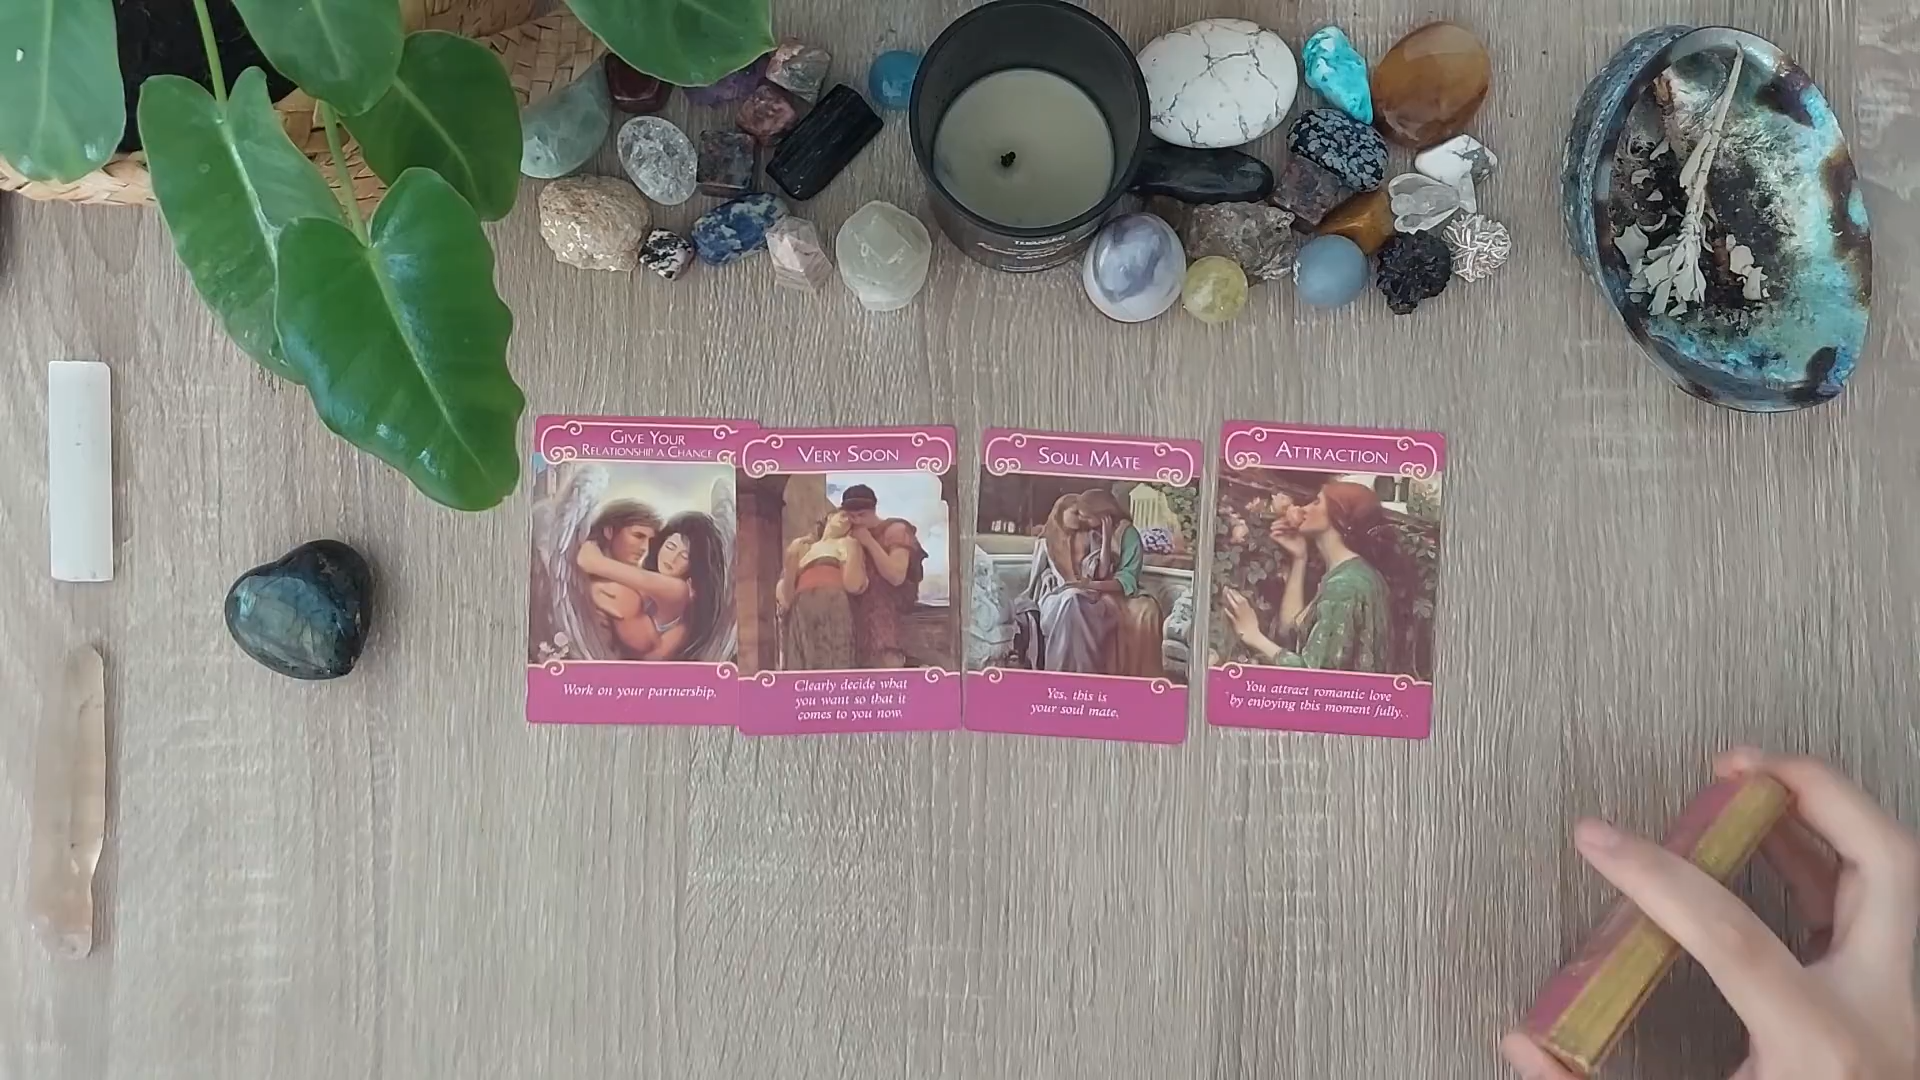 GIVE YOUR
RELATIONSHIP A CHANCE
Work on your partnership.
VERY SOON
Clearly decide what
you want so that it
comes to you now.
SOUL MATE
Yes, this is
your soul mate.
ATTRACTION
You attract romantic love
by enjoying this moment fully.